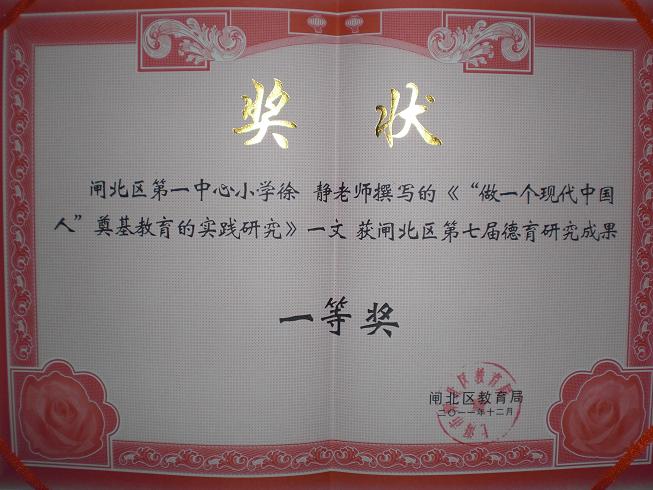 奖 状
闸北区第一中心小学徐 静老师撰写的《“做一个现代中国
人”奠基教育的实践研究》一文 获闸北区第七届德育研究成果
一等奖
闸北区教育局
二〇一一年十二月